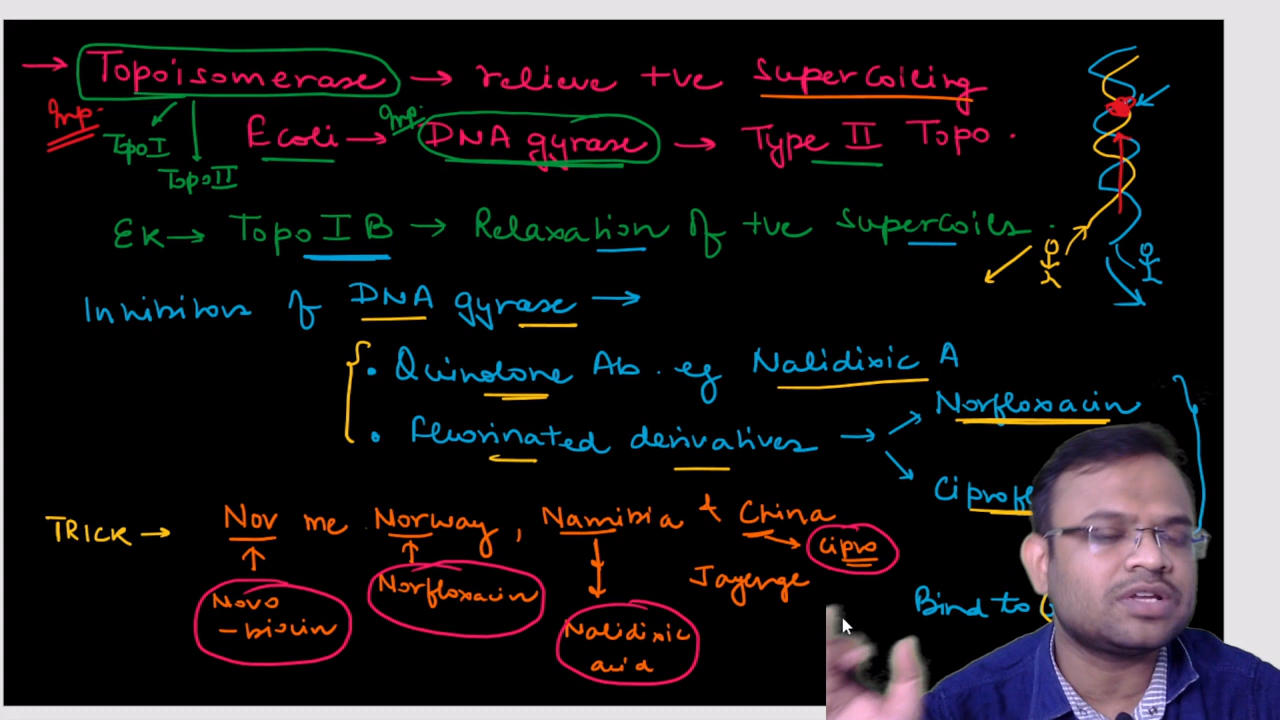 → Topoisomerase → relieve +ve Supercoiling
Imp.
Topo I
Topo II
Imp.
Ecoli → DNA gyrase → Type II Topo.
EK → Topo I B → Relaxation of +ve Supercoils.
Inhibitors of DNA gyrase →
• Quinolone Ab. eg Nalidixic A
• Fluorinated derivatives → Norfloxacin
TRICK → Nov me Norway, Namibia & China
Jayenge
Novo
-biocin
Norfloxacin
Nalidixic
acid
cipro
Bind to